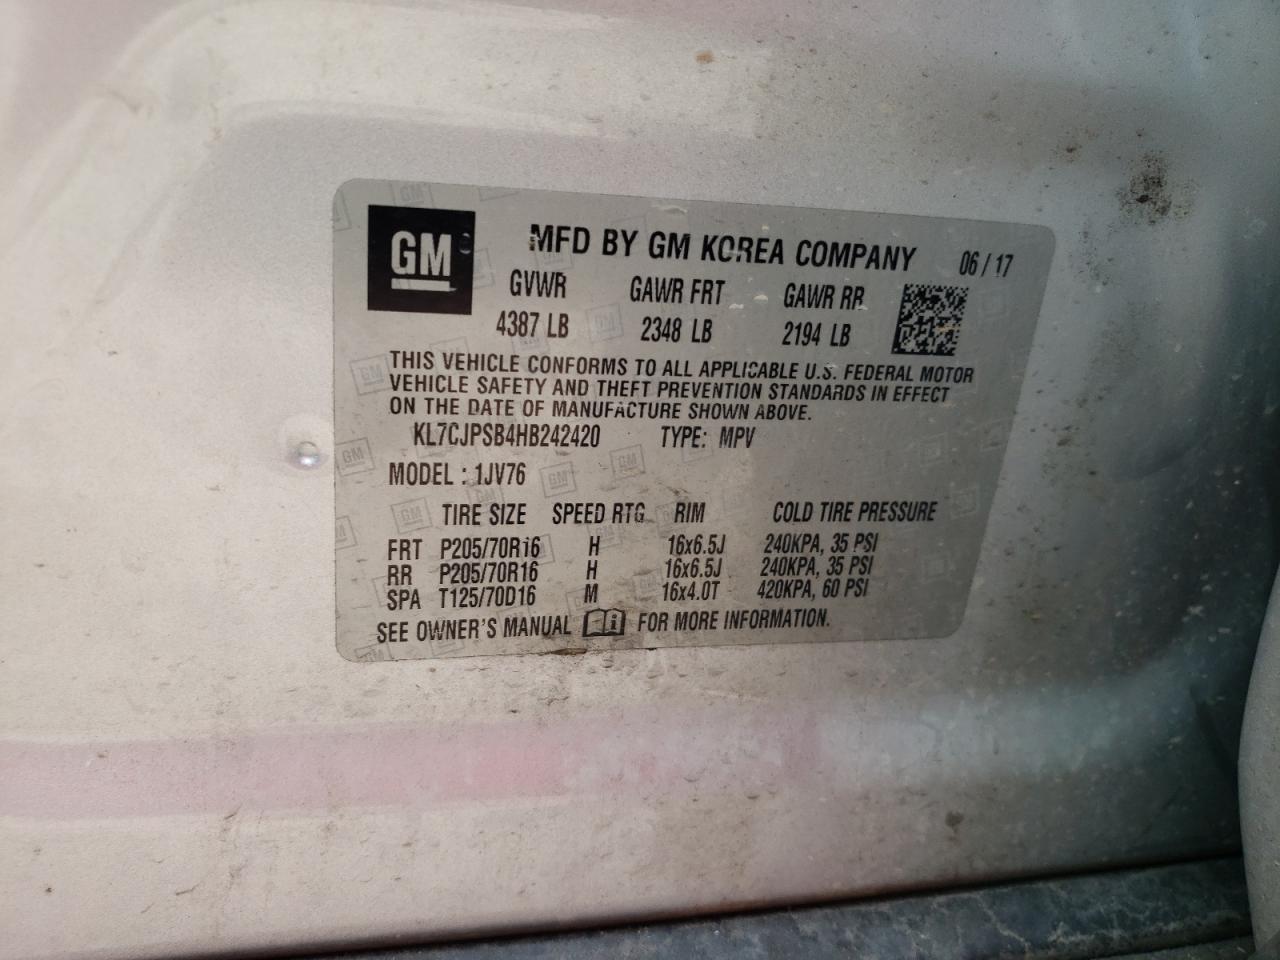 GM MFD BY GM KOREA COMPANY 06/17
GVWR GAWR FRT GAWR RR
4387 LB 2348 LB 2194 LB
THIS VEHICLE CONFORMS TO ALL APPLICABLE U.S. FEDERAL MOTOR
VEHICLE SAFETY AND THEFT PREVENTION STANDARDS IN EFFECT
ON THE DATE OF MANUFACTURE SHOWN ABOVE.
KL7CJPSB4HB242420 TYPE: MPV
MODEL : 1JV76
TIRE SIZE SPEED RTG RIM COLD TIRE PRESSURE
FRT P205/70R16 H 16x6.5J 240KPA, 35 PSI
RR P205/70R16 H 16x6.5J 240KPA, 35 PSI
SPA T125/70D16 M 16x4.0T 420KPA, 60 PSI
SEE OWNER'S MANUAL i FOR MORE INFORMATION.